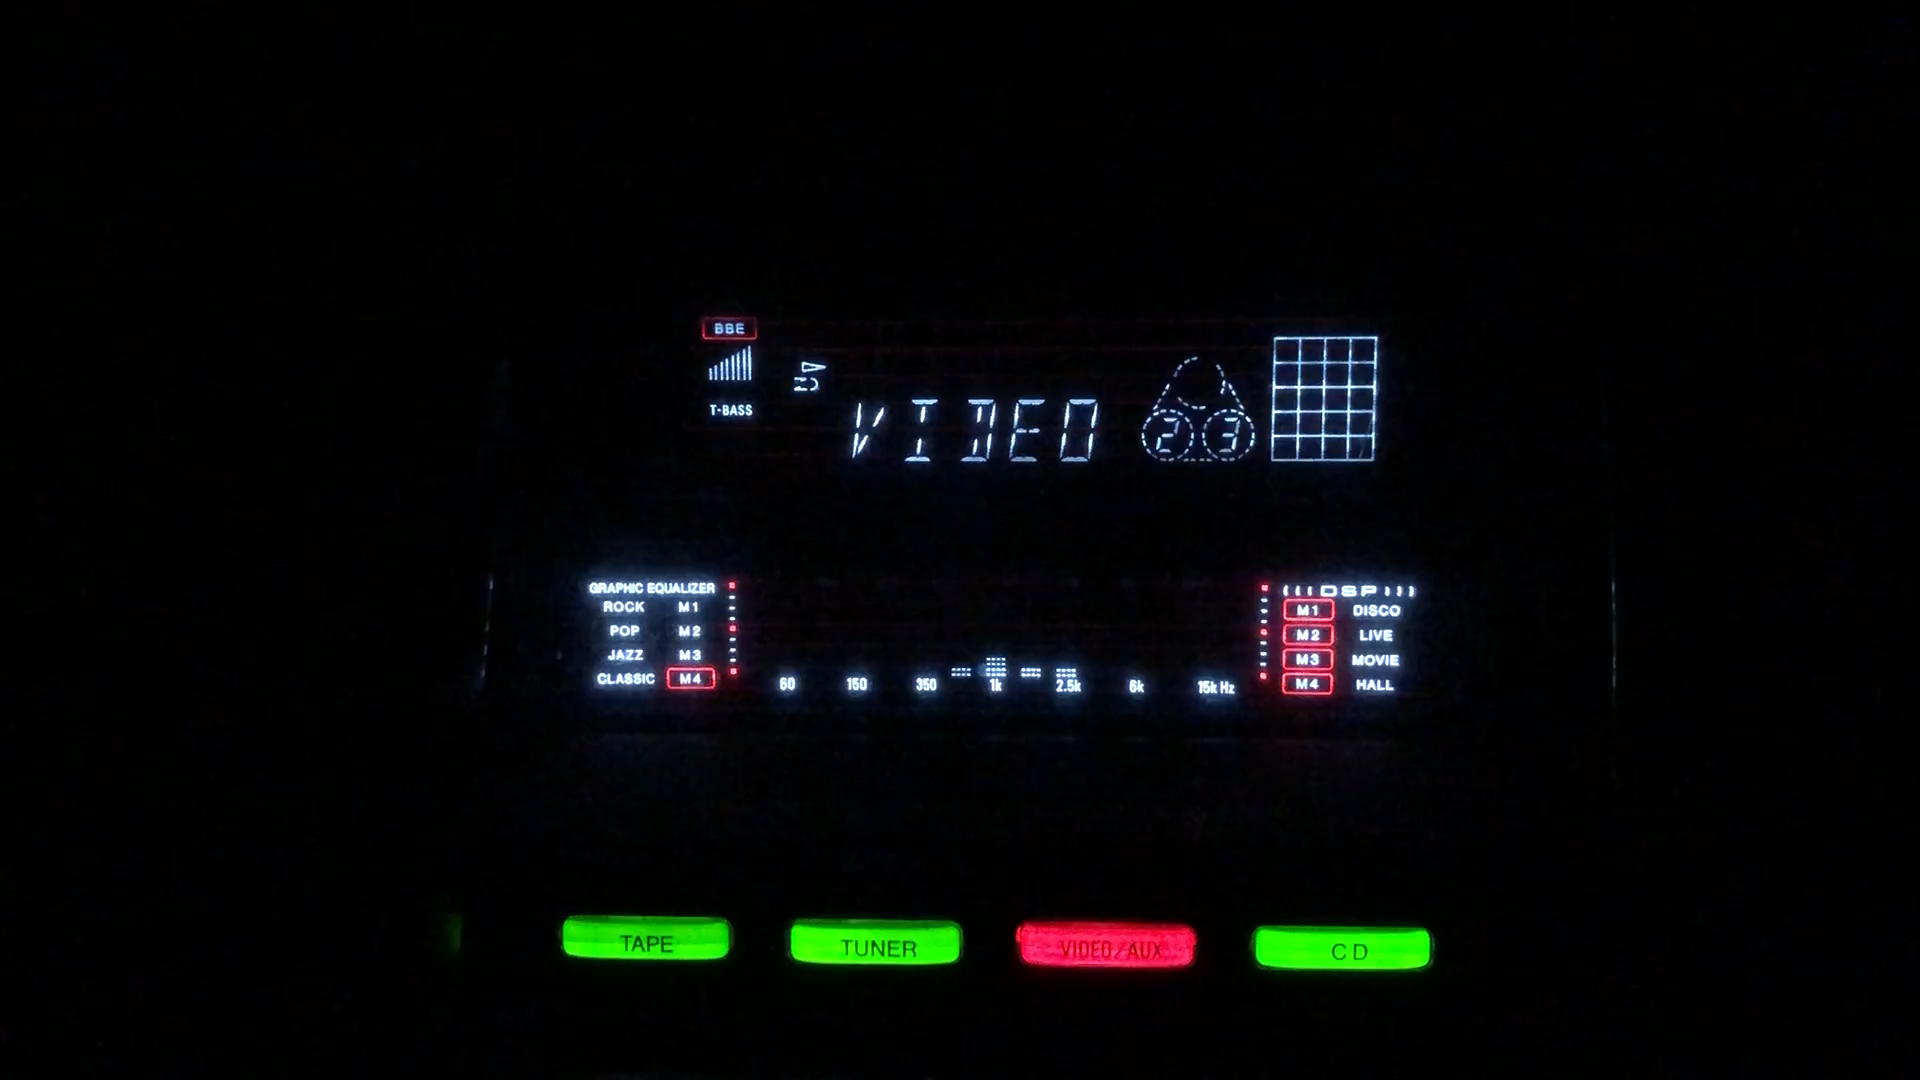 BBE
T-BASS
VIDEO
2 3
GRAPHIC EQUALIZER
ROCK M1
POP M2
JAZZ M3
CLASSIC M4
60 150 350 1k 2.5k 6k 15k Hz
DSP
M1 DISCO
M2 LIVE
M3 MOVIE
M4 HALL
TAPE TUNER VIDEO/AUX CD